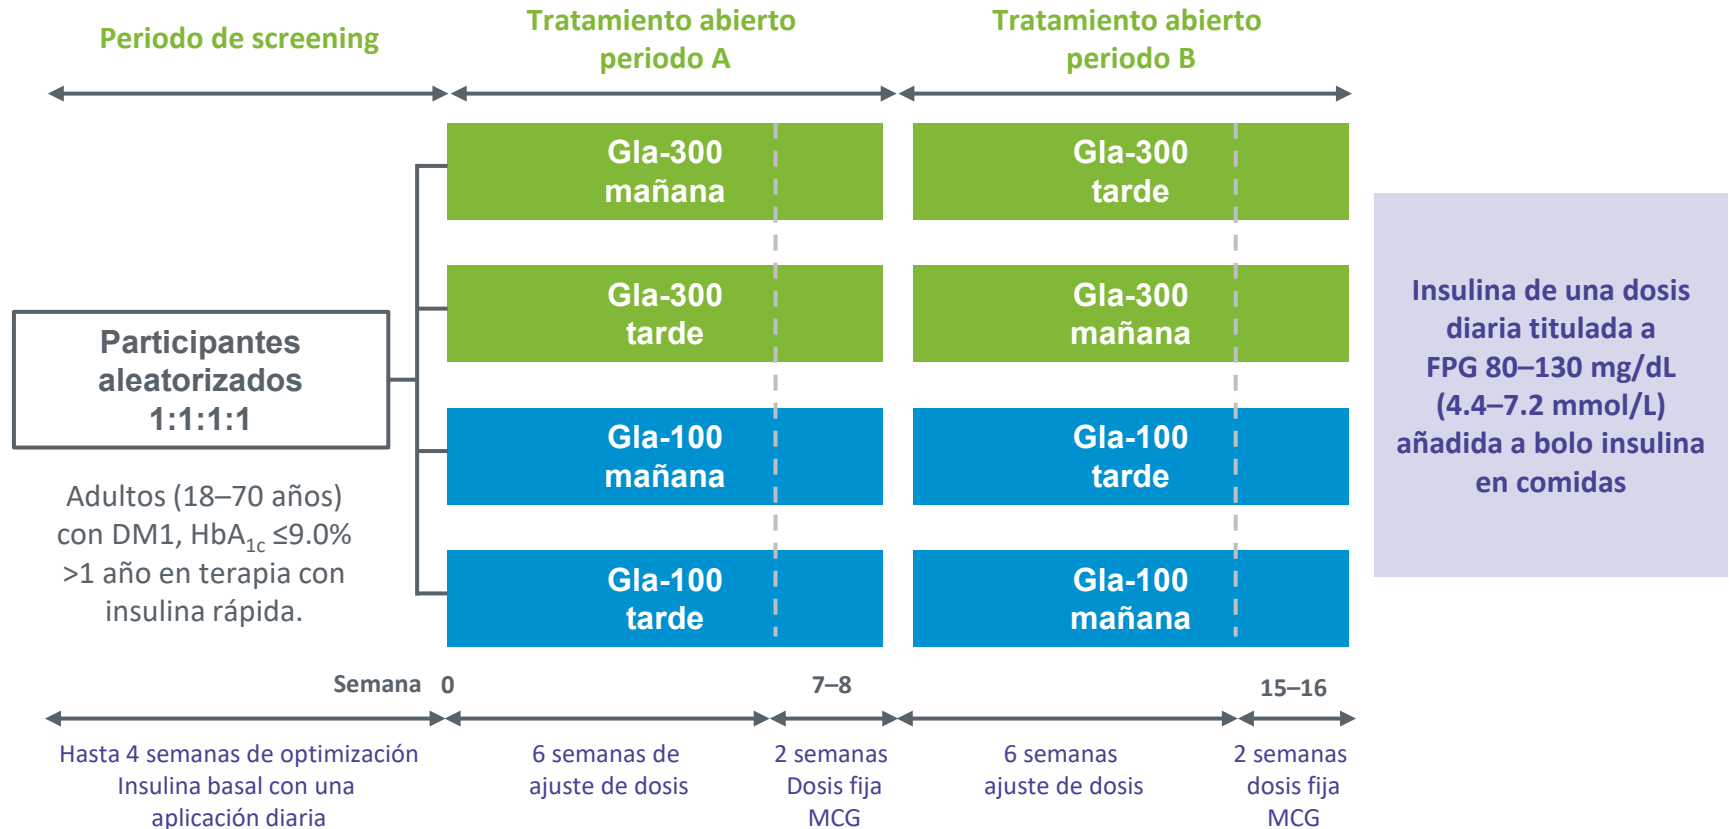 Periodo de screening
Tratamiento abierto
periodo A
Tratamiento abierto
periodo B
Gla-300
mañana
Gla-300
tarde
Gla-300
tarde
Gla-300
mañana
Participantes
aleatorizados
1:1:1:1
Gla-100
mañana
Gla-100
tarde
Gla-100
tarde
Gla-100
mañana
Adultos (18–70 años)
con DM1, HbA1c ≤9.0%
>1 año en terapia con
insulina rápida.
Insulina de una dosis
diaria titulada a
FPG 80–130 mg/dL
(4.4–7.2 mmol/L)
añadida a bolo insulina
en comidas
Semana 0
7–8
15–16
Hasta 4 semanas de optimización
Insulina basal con una
aplicación diaria
6 semanas de
ajuste de dosis
2 semanas
Dosis fija
MCG
6 semanas
ajuste de dosis
2 semanas
dosis fija
MCG